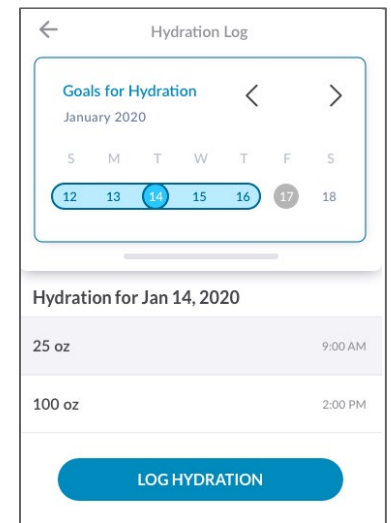 Hydration Log
Goals for Hydration
January 2020
S M T W T F S
12 13 14 15 16 17 18
Hydration for Jan 14, 2020
25 oz 9:00 AM
100 oz 2:00 PM
LOG HYDRATION